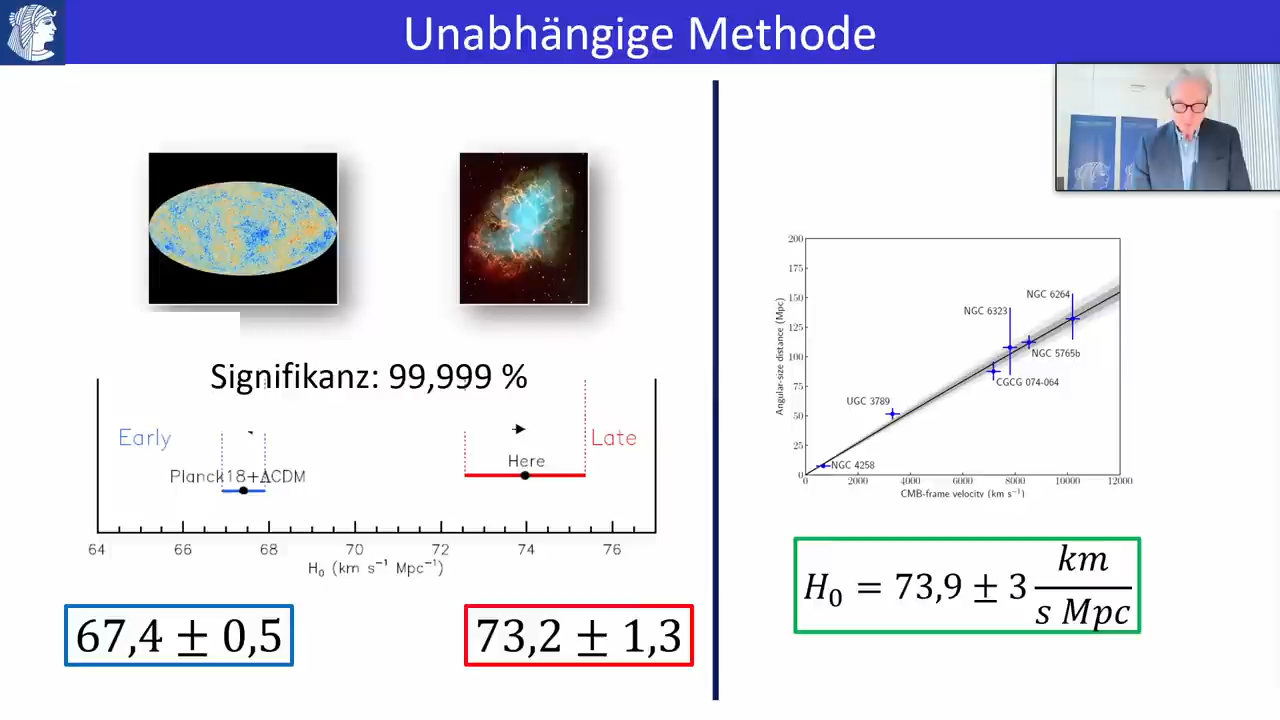 Unabhängige Methode
Signifikanz: 99,999 %
Early
Late
Here
Planck18+ΛCDM
64 66 68 70 72 74 76
H₀ (km s⁻¹ Mpc⁻¹)
67,4 ± 0,5
73,2 ± 1,3
200
175
150
125
100
75
50
25
0
Angular-size distance (Mpc)
NGC 6264
NGC 6323
NGC 5765b
CGCG 074-064
UGC 3789
NGC 4258
0 2000 4000 6000 8000 10000 12000
CMB-frame velocity (km s⁻¹)
H₀ = 73,9 ± 3 km / s Mpc